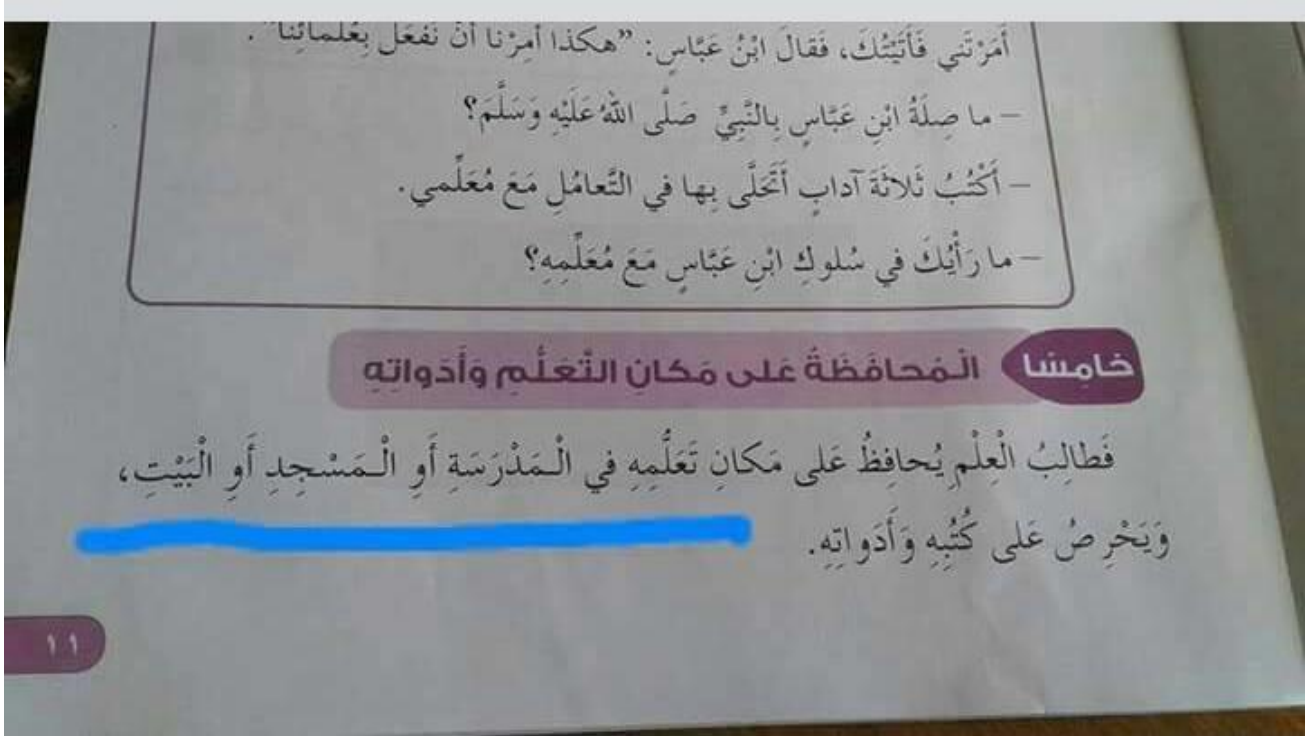 أَمَرْتَني فَأَتَيْتُكَ، فَقالَ ابْنُ عَبَّاسٍ: ”هكَذا أُمِرْنا أَنْ نَفْعَلَ بِعُلَمائِنا“.
– ما صِلَةُ ابْنِ عَبَّاسٍ بِالنَّبِيِّ صَلَّى اللهُ عَلَيْهِ وَسَلَّمَ؟
– أَكْتُبُ ثَلاثَةَ آدابٍ أَتَحَلَّى بِها في التَّعامُلِ مَعَ مُعَلِّمي.
– ما رَأْيُكَ في سُلوكِ ابْنِ عَبَّاسٍ مَعَ مُعَلِّمِهِ؟
خامِسًا الْمُحافَظَةُ عَلى مَكانِ التَّعَلُّمِ وَأَدَواتِهِ
فَطالِبُ الْعِلْمِ يُحافِظُ عَلى مَكانِ تَعَلُّمِهِ في الْمَدْرَسَةِ أَوِ الْمَسْجِدِ أَوِ الْبَيْتِ،
وَيَحْرِصُ عَلى كُتُبِهِ وَأَدَواتِهِ.
١١